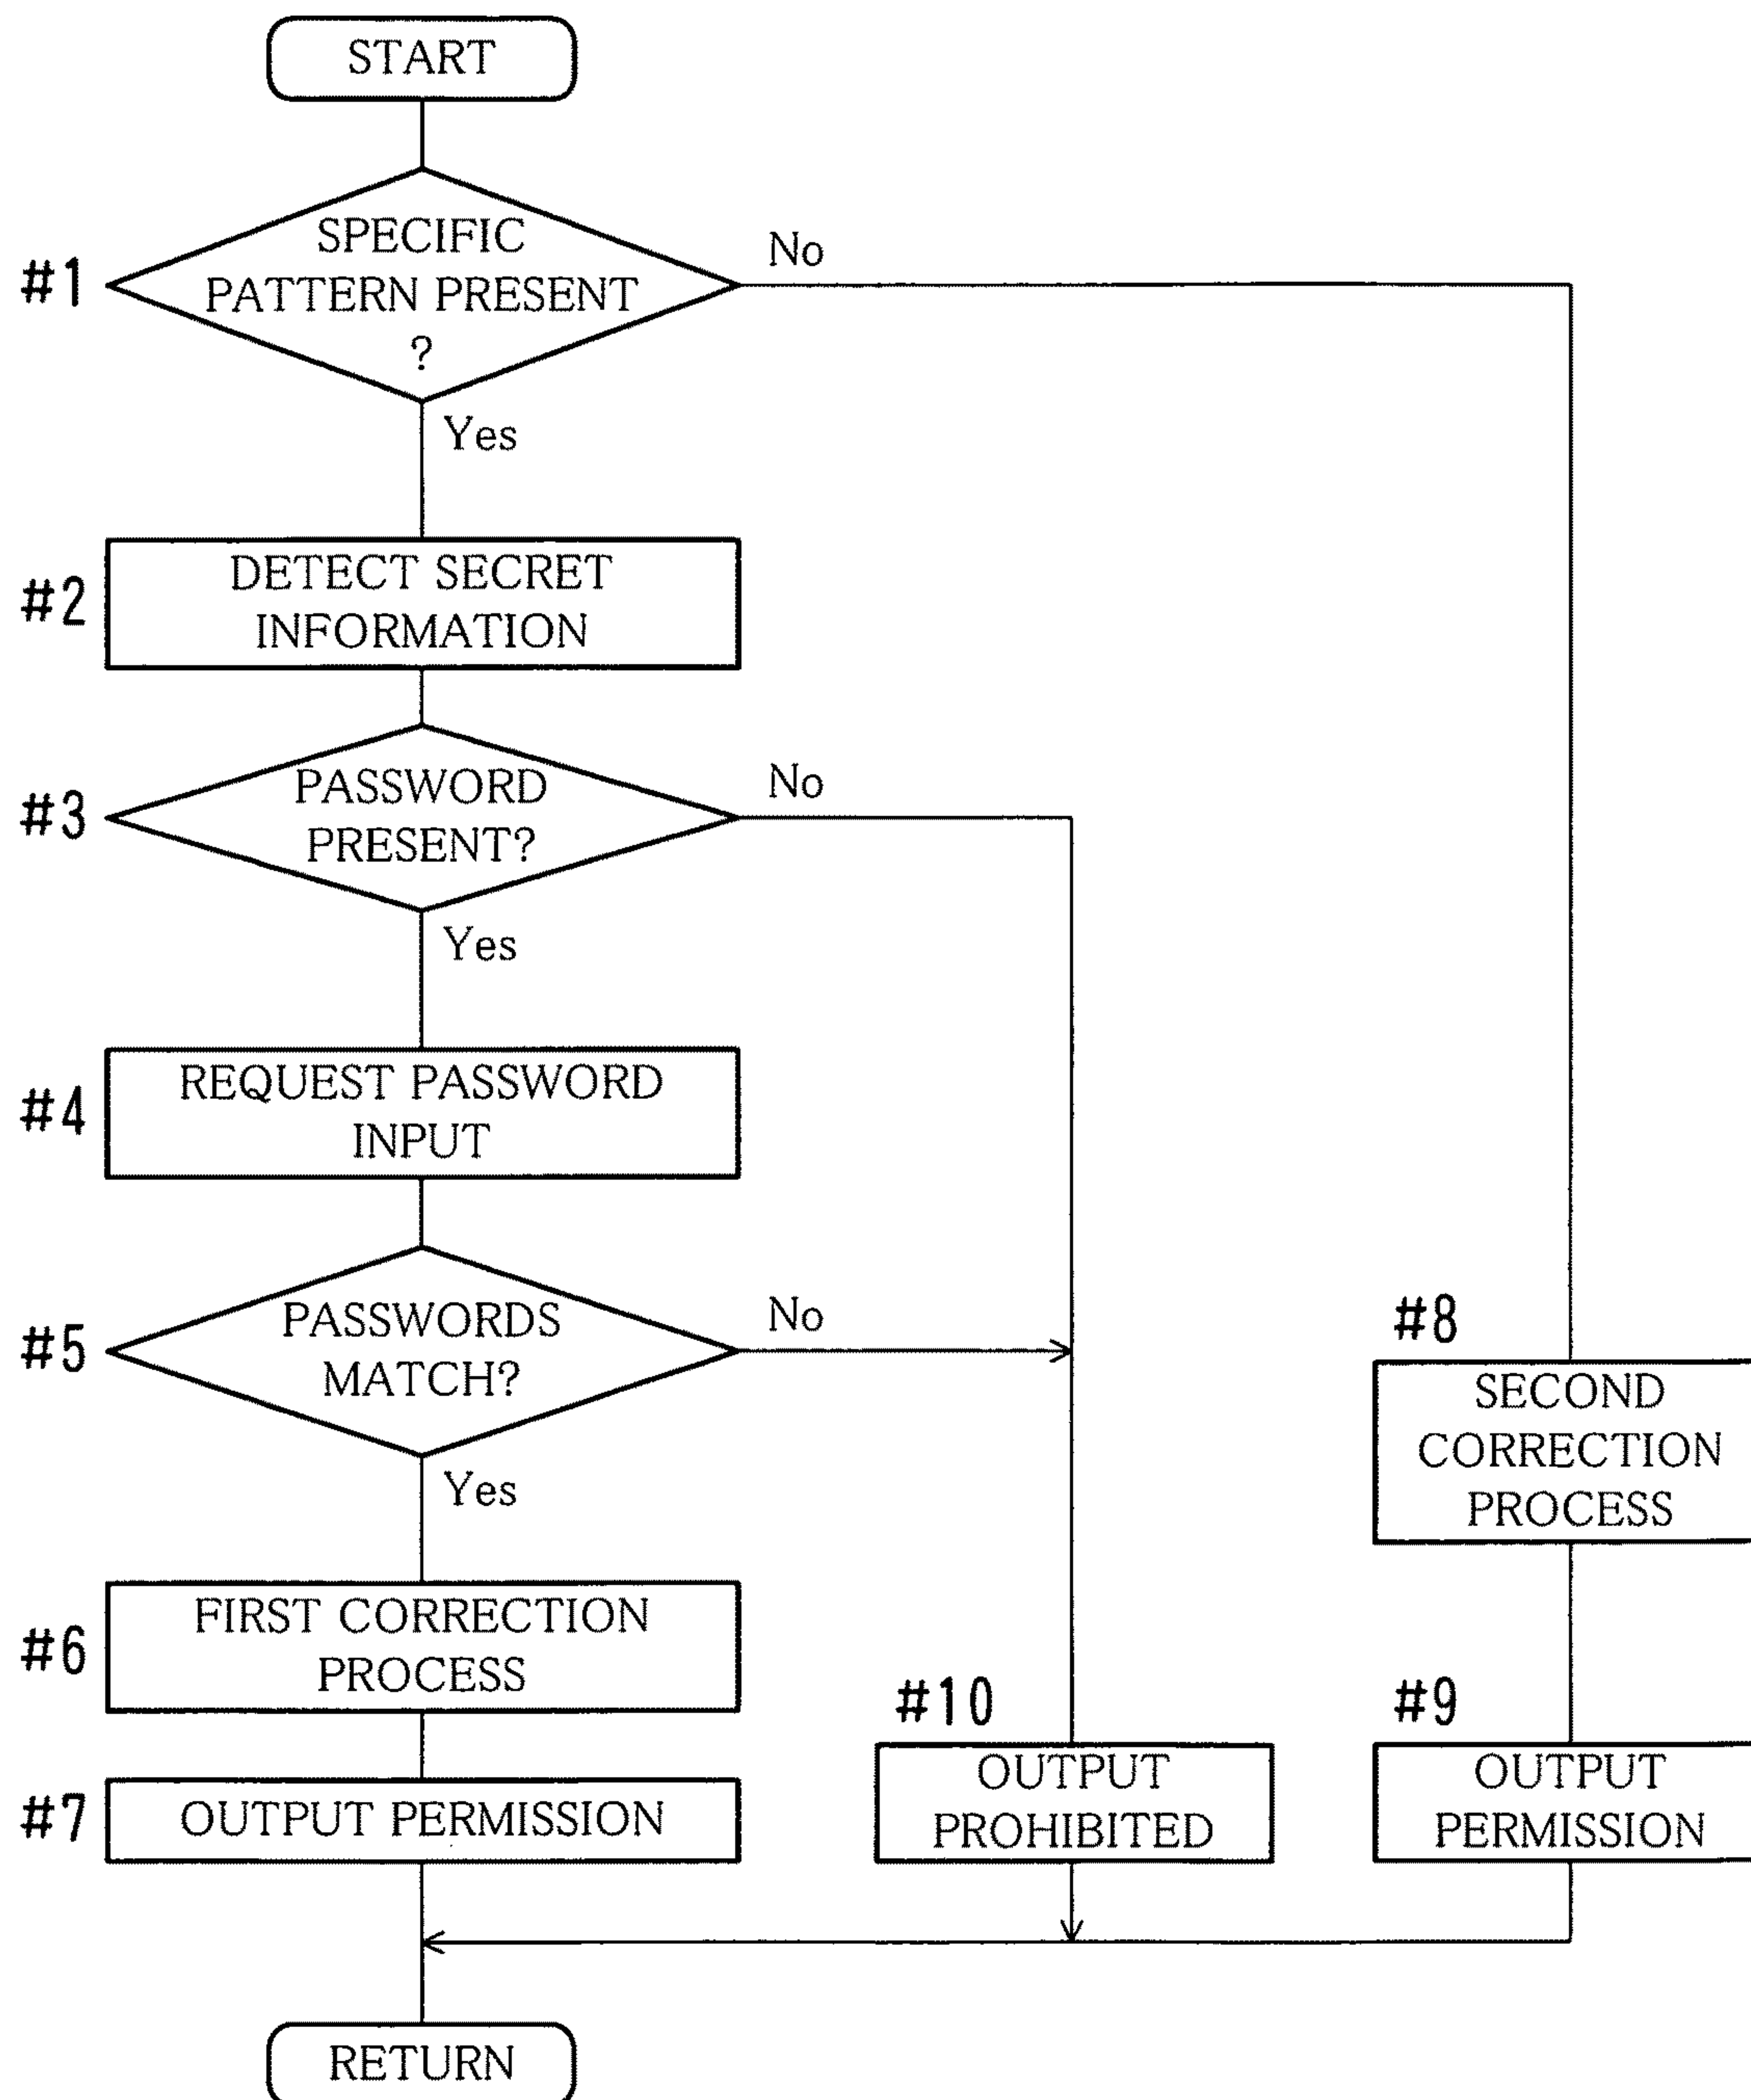 START
#1
SPECIFIC
PATTERN PRESENT
?
No
Yes
#2
DETECT SECRET
INFORMATION
#3
PASSWORD
PRESENT?
No
Yes
#4
REQUEST PASSWORD
INPUT
#5
PASSWORDS
MATCH?
No
Yes
#6
FIRST CORRECTION
PROCESS
#7
OUTPUT PERMISSION
#8
SECOND
CORRECTION
PROCESS
#9
OUTPUT
PERMISSION
#10
OUTPUT
PROHIBITED
RETURN